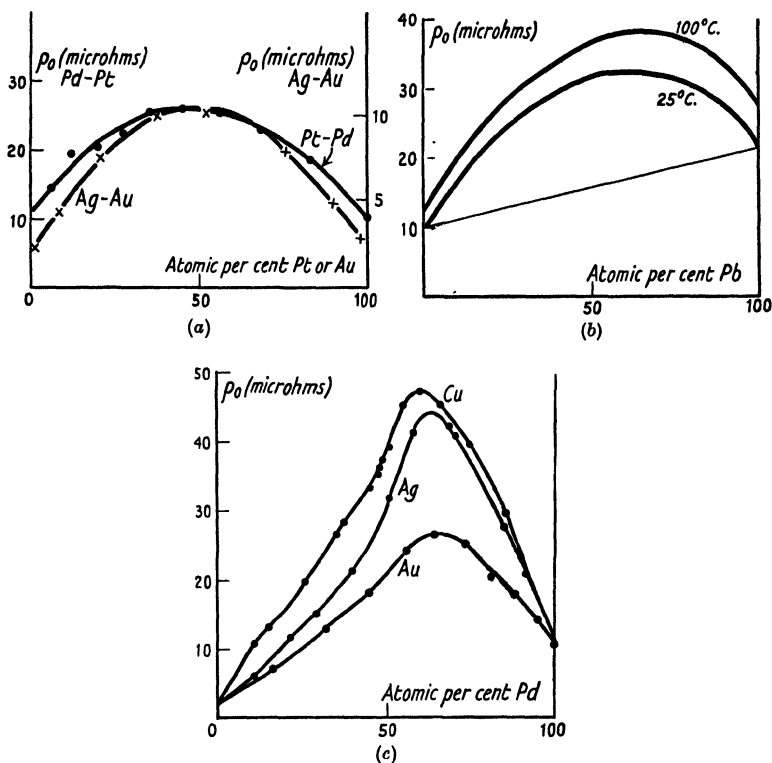 ρ₀ (microhms)
Pd-Pt
ρ₀ (microhms)
Ag-Au
30
20
10
10
5
Pt-Pd
Ag-Au
Atomic per cent Pt or Au
0
50
100
(a)
ρ₀ (microhms)
40
30
20
10
100°C.
25°C.
Atomic per cent Pb
50
100
(b)
ρ₀ (microhms)
50
40
30
20
10
Cu
Ag
Au
Atomic per cent Pd
0
50
100
(c)